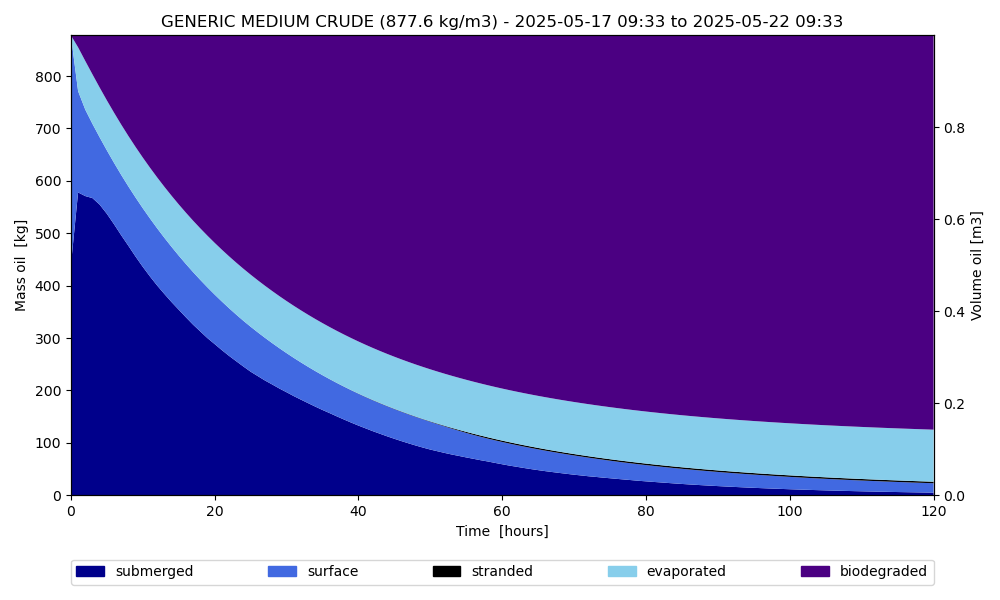 GENERIC MEDIUM CRUDE (877.6 kg/m3) - 2025-05-17 09:33 to 2025-05-22 09:33
Mass oil [kg]
800
700
600
500
400
300
200
100
0
0.8
0.6
0.4
0.2
0.0
Volume oil [m3]
0 20 40 60 80 100 120
Time [hours]
submerged surface stranded evaporated biodegraded